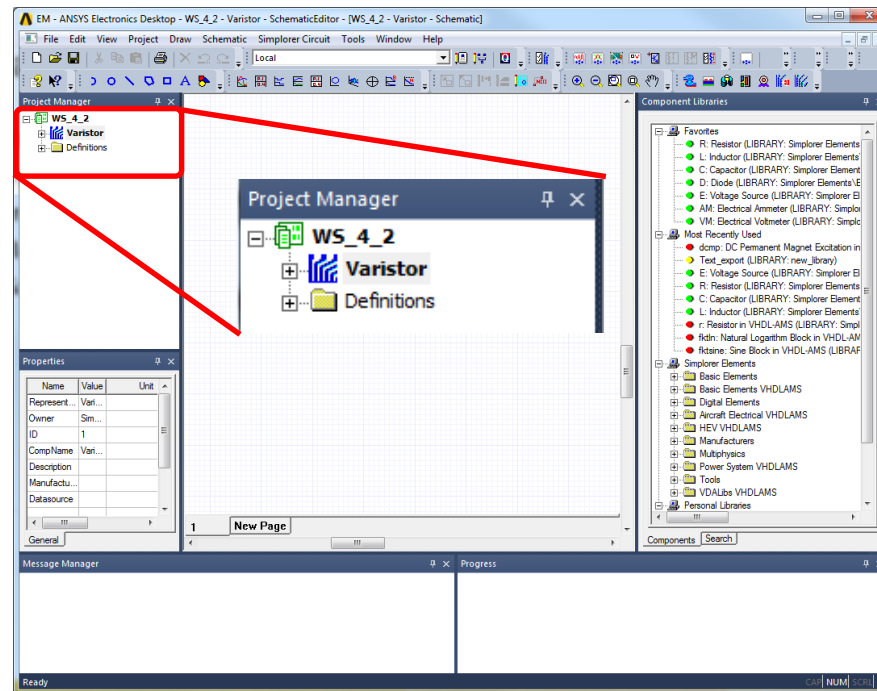 EM - ANSYS Electronics Desktop - WS_4_2 - Varistor - SchematicEditor - [WS_4_2 - Varistor - Schematic]
File Edit View Project Draw Schematic Simplorer Circuit Tools Window Help
Local
Project Manager
WS_4_2
Varistor
Definitions
Project Manager
WS_4_2
Varistor
Definitions
Properties
Name Value Unit
Represent... Vari...
Owner Sim...
ID 1
CompName Vari...
Description
Manufactu...
Datasource
General
1 New Page
Component Libraries
Favorites
R: Resistor (LIBRARY: Simplorer Elements
L: Inductor (LIBRARY: Simplorer Elements
C: Capacitor (LIBRARY: Simplorer Element
D: Diode (LIBRARY: Simplorer Elements\E
E: Voltage Source (LIBRARY: Simplorer El
AM: Electrical Ammeter (LIBRARY: Simplo
VM: Electrical Voltmeter (LIBRARY: Simplc
Most Recently Used
dcmp: DC Permanent Magnet Excitation in
Text_export (LIBRARY: new_library)
E: Voltage Source (LIBRARY: Simplorer El
R: Resistor (LIBRARY: Simplorer Elements
C: Capacitor (LIBRARY: Simplorer Element
L: Inductor (LIBRARY: Simplorer Elements
r: Resistor in VHDL-AMS (LIBRARY: Simpl
fktln: Natural Logarithm Block in VHDL-AM
fktsine: Sine Block in VHDL-AMS (LIBRAF
Simplorer Elements
Basic Elements
Basic Elements VHDLAMS
Digital Elements
Aircraft Electrical VHDLAMS
HEV VHDLAMS
Manufacturers
Multiphysics
Power System VHDLAMS
Tools
VDALibs VHDLAMS
Personal Libraries
Components Search
Message Manager
Progress
Ready
CAP NUM SCRL